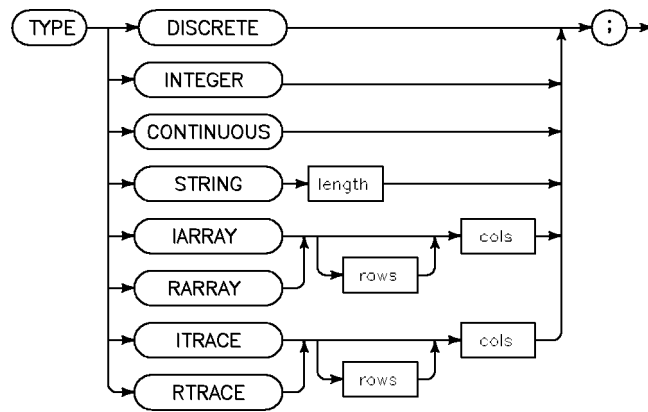 TYPE DISCRETE ;
INTEGER
CONTINUOUS
STRING length
IARRAY cols
rows
RARRAY
ITRACE cols
rows
RTRACE